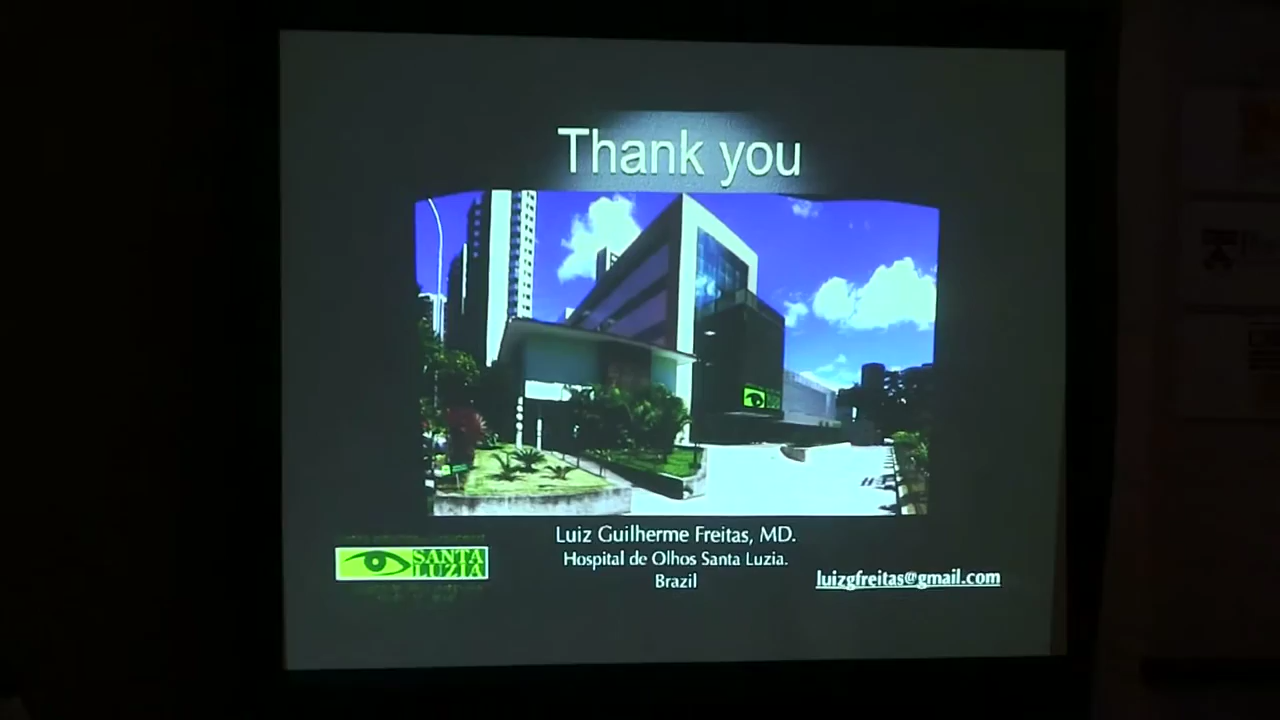 Thank you
Luiz Guilherme Freitas, MD.
Hospital de Olhos Santa Luzia.
Brazil
SANTA
LUZIA
luizgfreitas@gmail.com